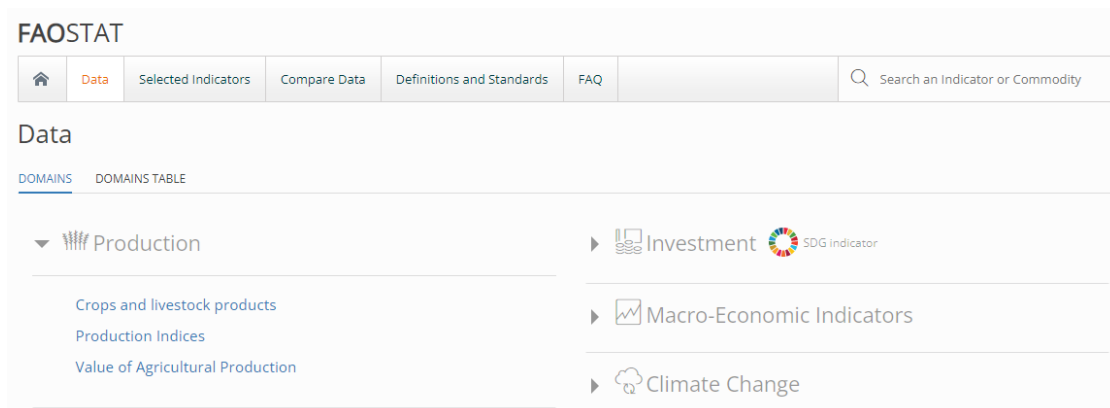 FAOSTAT
Data Selected Indicators Compare Data Definitions and Standards FAQ Search an Indicator or Commodity
Data
DOMAINS DOMAINS TABLE
Production
Crops and livestock products
Production Indices
Value of Agricultural Production
Investment SDG indicator
Macro-Economic Indicators
Climate Change